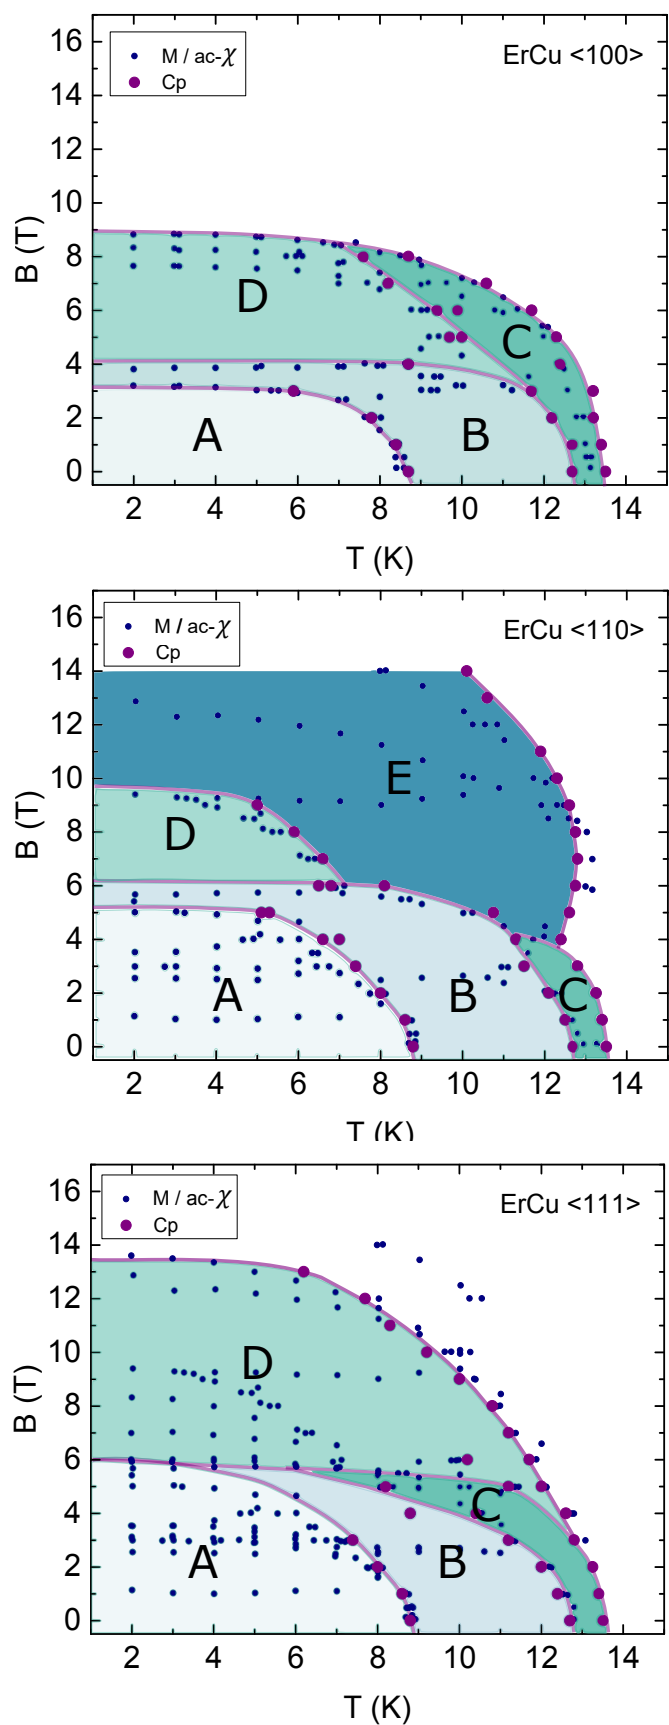 16
M / ac-χ
ErCu <100>
14
Cp
12
10
B (T)
8
D
6
C
4
2
A
B
0
2 4 6 8 10 12 14
T (K)
16
M / ac-χ
ErCu <110>
Cp
14
12
10
E
B (T)
8
D
6
4
2
A
B
C
0
2 4 6 8 10 12 14
T (K)
16
M / ac-χ
ErCu <111>
Cp
14
12
10
D
B (T)
8
6
4
C
2
A
B
0
2 4 6 8 10 12 14
T (K)